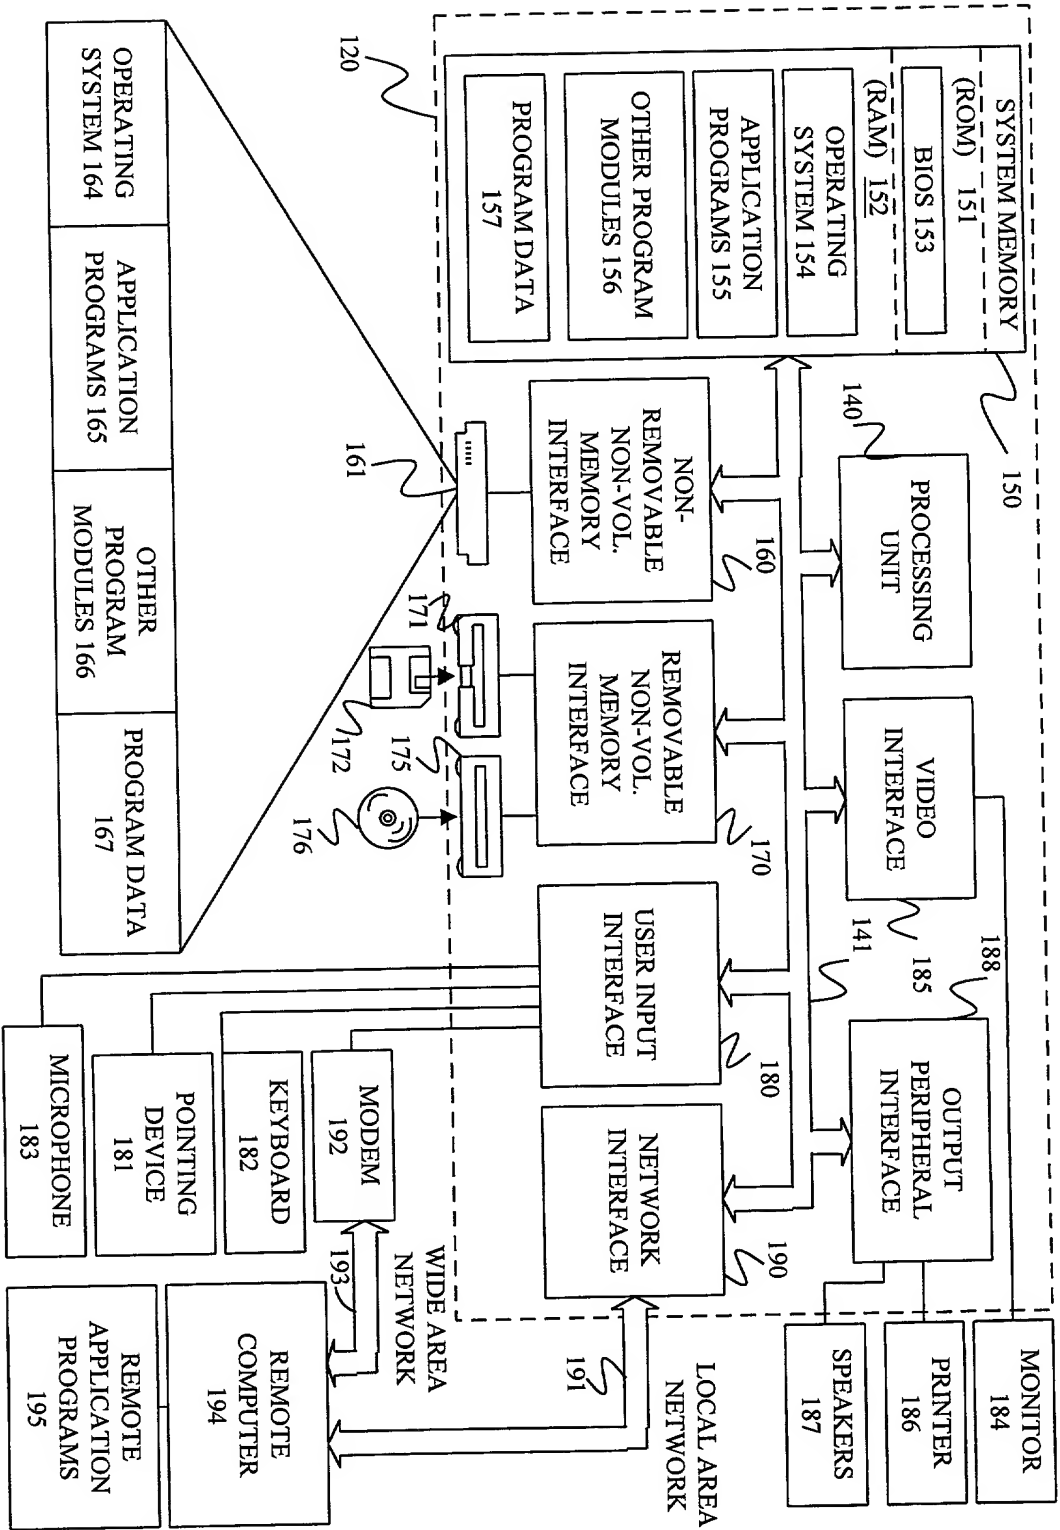 SYSTEM MEMORY
(ROM) 151
BIOS 153
(RAM) 152
OPERATING
SYSTEM 154
APPLICATION
PROGRAMS 155
OTHER PROGRAM
MODULES 156
PROGRAM DATA
157
120
150
140
PROCESSING
UNIT
VIDEO
INTERFACE
185
141
188
OUTPUT
PERIPHERAL
INTERFACE
MONITOR
184
PRINTER
186
SPEAKERS
187
NON-
REMOVABLE
NON-VOL.
MEMORY
INTERFACE
160
REMOVABLE
NON-VOL.
MEMORY
INTERFACE
170
USER INPUT
INTERFACE
180
NETWORK
INTERFACE
190
LOCAL AREA
NETWORK
191
161
171
172
175
176
WIDE AREA
NETWORK
193
MODEM
192
KEYBOARD
182
POINTING
DEVICE
181
MICROPHONE
183
REMOTE
COMPUTER
194
REMOTE
APPLICATION
PROGRAMS
195
OPERATING
SYSTEM 164
APPLICATION
PROGRAMS 165
OTHER
PROGRAM
MODULES 166
PROGRAM DATA
167